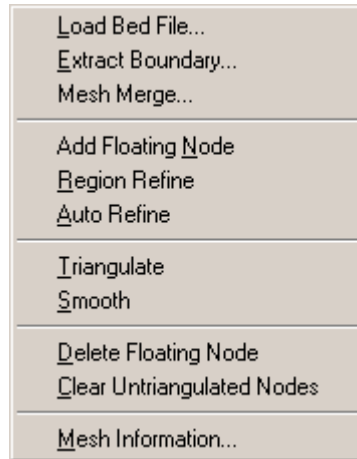 Load Bed File...
Extract Boundary...
Mesh Merge...
Add Floating Node
Region Refine
Auto Refine
Triangulate
Smooth
Delete Floating Node
Clear Untriangulated Nodes
Mesh Information...